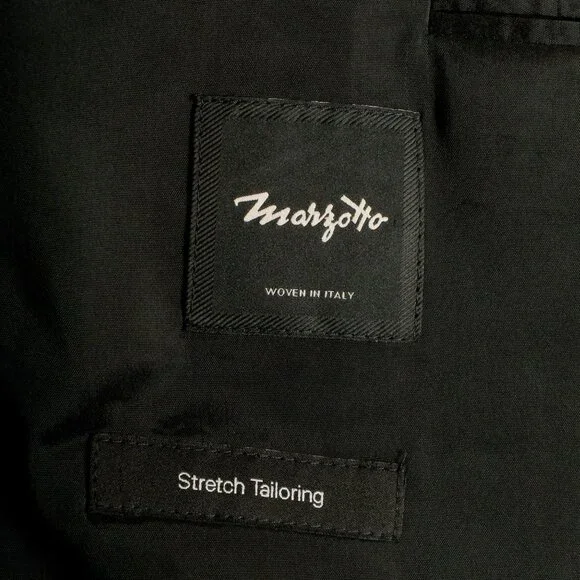 Marzotto
WOVEN IN ITALY
Stretch Tailoring